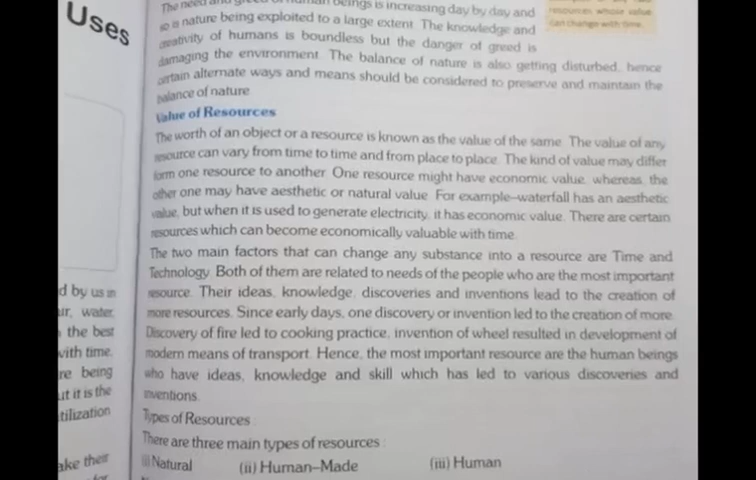 Uses
The need and greed of human beings is increasing day by day and
so is nature being exploited to a large extent. The knowledge and
creativity of humans is boundless but the danger of greed is
damaging the environment. The balance of nature is also getting disturbed, hence
certain alternate ways and means should be considered to preserve and maintain the
balance of nature
resources whose value
can change with time.
Value of Resources
The worth of an object or a resource is known as the value of the same. The value of any
resource can vary from time to time and from place to place. The kind of value may differ
form one resource to another. One resource might have economic value, whereas, the
other one may have aesthetic or natural value. For example-waterfall has an aesthetic
value, but when it is used to generate electricity, it has economic value. There are certain
resources which can become economically valuable with time.
The two main factors that can change any substance into a resource are Time and
Technology. Both of them are related to needs of the people who are the most important
resource. Their ideas, knowledge, discoveries and inventions lead to the creation of
more resources. Since early days, one discovery or invention led to the creation of more.
Discovery of fire led to cooking practice, invention of wheel resulted in development of
modern means of transport. Hence, the most important resource are the human beings
who have ideas, knowledge and skill which has led to various discoveries and
inventions.
Types of Resources
There are three main types of resources :
(i) Natural (ii) Human-Made (iii) Human
d by us in
air, water,
the best
with time.
re being
ut it is the
tilization
ake their